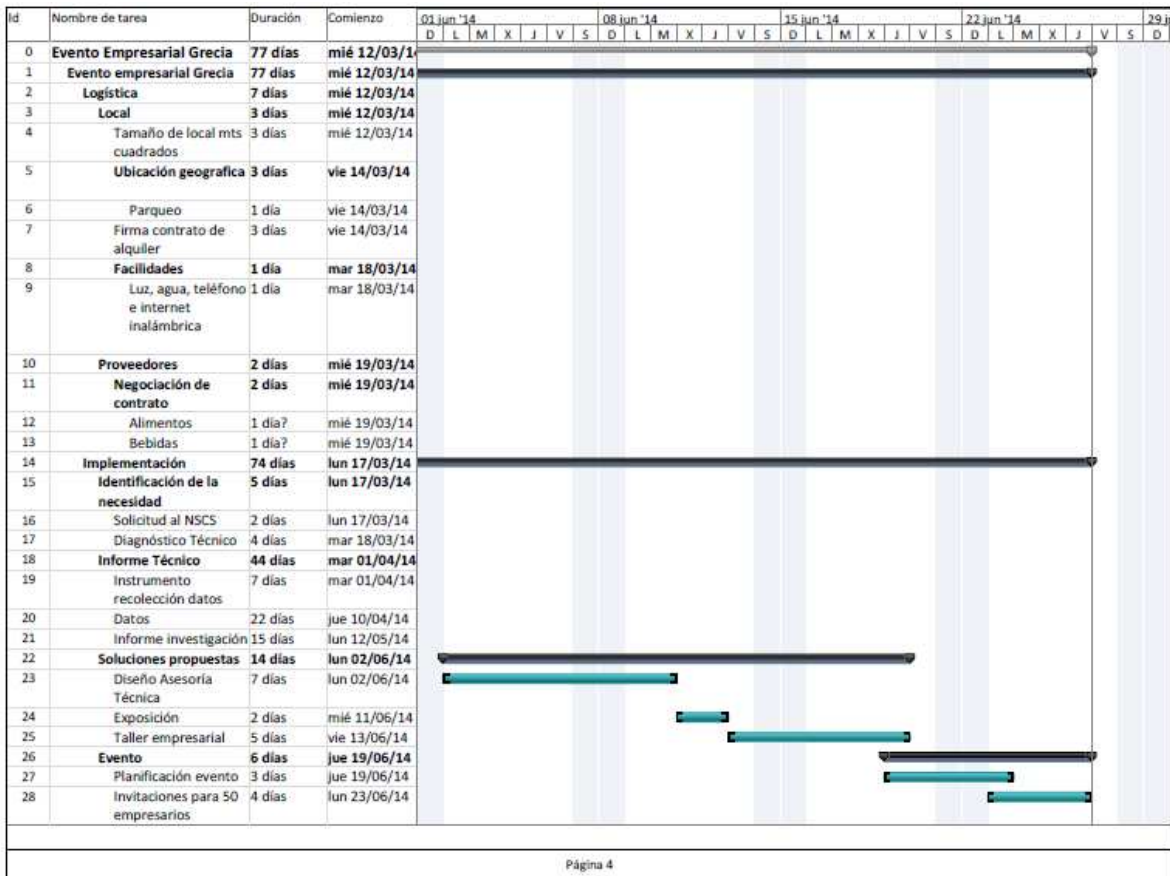 Id Nombre de tarea Duración Comienzo 01 jun '14 08 jun '14 15 jun '14 22 jun '14 29 j
D L M X J V S D L M X J V S D L M X J V S D L M X J V S D
0 Evento Empresarial Grecia 77 días mié 12/03/14
1 Evento empresarial Grecia 77 días mié 12/03/14
2 Logística 7 días mié 12/03/14
3 Local 3 días mié 12/03/14
4 Tamaño de local mts 3 días mié 12/03/14
cuadrados
5 Ubicación geografica 3 días vie 14/03/14
6 Parqueo 1 día vie 14/03/14
7 Firma contrato de 3 días vie 14/03/14
alquiler
8 Facilidades 1 día mar 18/03/14
9 Luz, agua, teléfono 1 día mar 18/03/14
e internet
inalámbrica
10 Proveedores 2 días mié 19/03/14
11 Negociación de 2 días mié 19/03/14
contrato
12 Alimentos 1 día? mié 19/03/14
13 Bebidas 1 día? mié 19/03/14
14 Implementación 74 días lun 17/03/14
15 Identificación de la 5 días lun 17/03/14
necesidad
16 Solicitud al NSCS 2 días lun 17/03/14
17 Diagnóstico Técnico 4 días mar 18/03/14
18 Informe Técnico 44 días mar 01/04/14
19 Instrumento 7 días mar 01/04/14
recolección datos
20 Datos 22 días jue 10/04/14
21 Informe investigación 15 días lun 12/05/14
22 Soluciones propuestas 14 días lun 02/06/14
23 Diseño Asesoría 7 días lun 02/06/14
Técnica
24 Exposición 2 días mié 11/06/14
25 Taller empresarial 5 días vie 13/06/14
26 Evento 6 días jue 19/06/14
27 Planificación evento 3 días jue 19/06/14
28 Invitaciones para 50 4 días lun 23/06/14
empresarios
Página 4